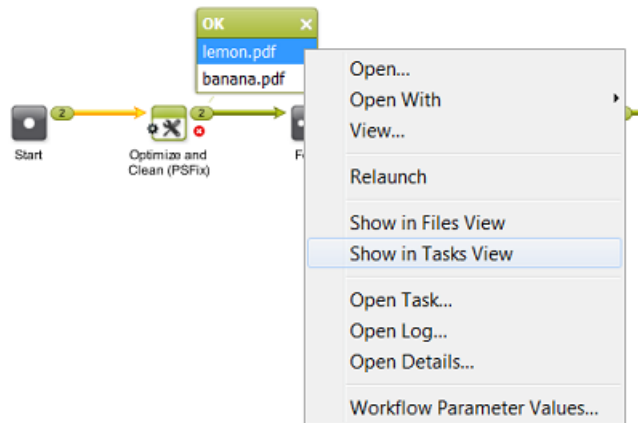 OK
lemon.pdf
banana.pdf
2
2
Start
Optimize and
Clean (PSFix)
Open...
Open With
View...
Relaunch
Show in Files View
Show in Tasks View
Open Task...
Open Log...
Open Details...
Workflow Parameter Values...